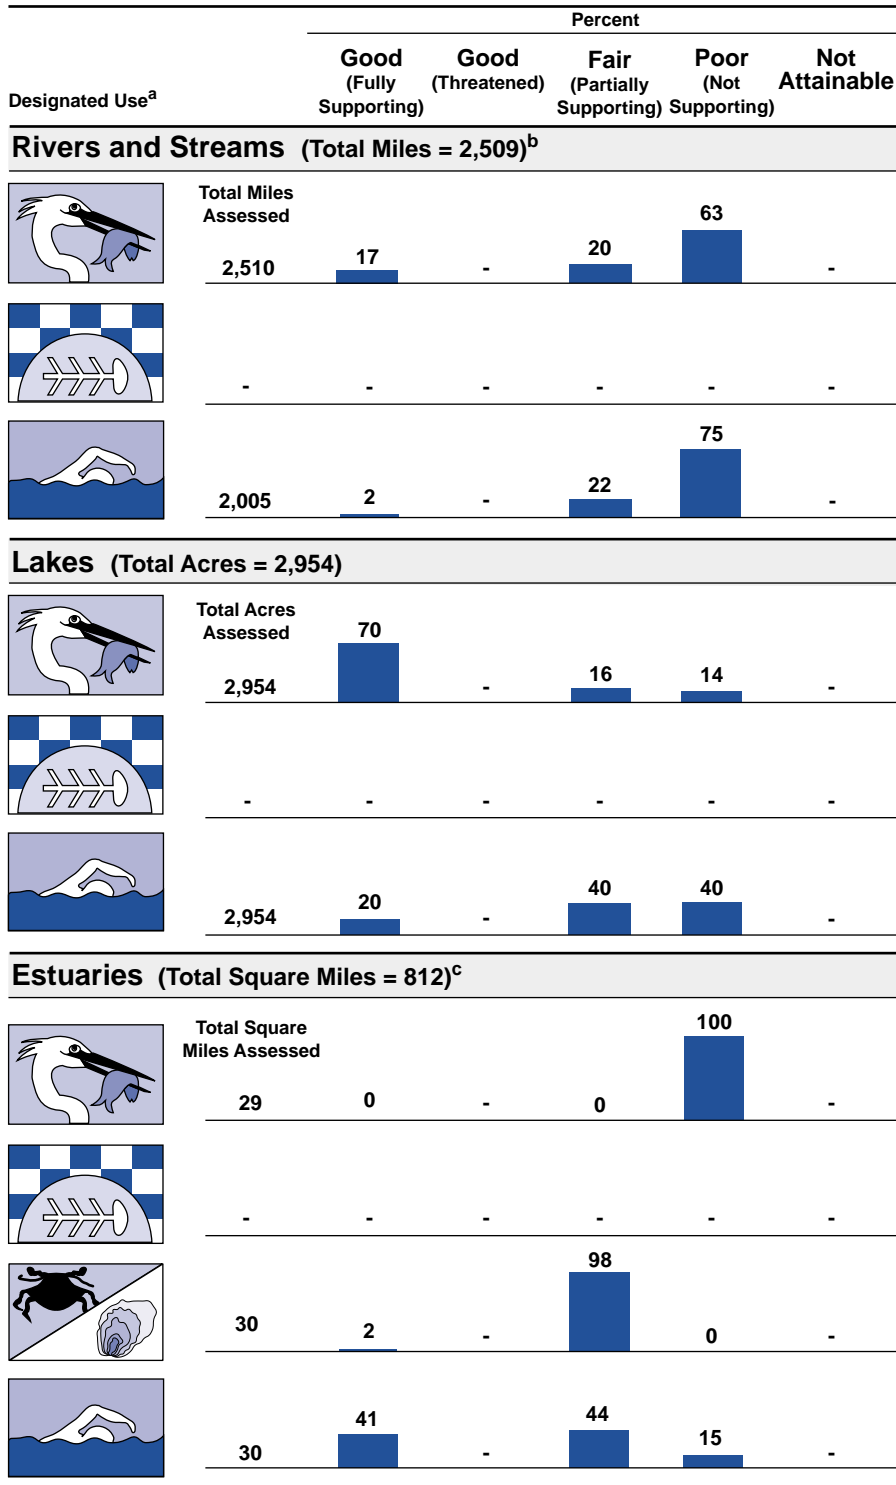 Percent
Designated Useᵃ
Good (Fully Supporting)
Good (Threatened)
Fair (Partially Supporting)
Poor (Not Supporting)
Not Attainable
Rivers and Streams (Total Miles = 2,509)ᵇ
Total Miles Assessed
2,510 17 - 20 63 -
- - - - - -
2,005 2 - 22 75 -
Lakes (Total Acres = 2,954)
Total Acres Assessed
2,954 70 - 16 14 -
- - - - - -
2,954 20 - 40 40 -
Estuaries (Total Square Miles = 812)ᶜ
Total Square Miles Assessed
29 0 - 0 100 -
- - - - - -
30 2 - 98 0 -
30 41 - 44 15 -